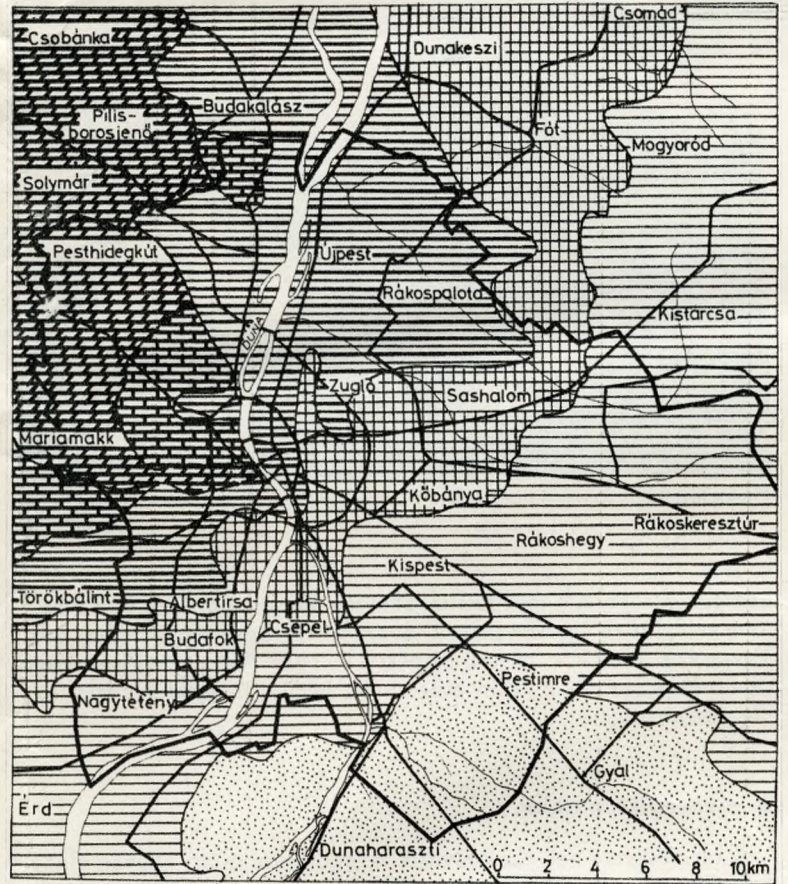 Csomád
Csobánka
Dunakeszi
Budakalász
Pilis-
borosjenő
Fót
Mogyoród
Solymár
Pesthidegkút
Újpest
Rákospalota
Kistarcsa
DUNA
Zugló
Sashalom
Máriamakk
Kőbánya
Rákoskeresztúr
Rákoshegy
Kispest
Törökbálint
Albertirsa
Csepel
Budafok
Pestimre
Nagytétény
Gyál
Érd
Dunaharaszti
0 2 4 6 8 10km